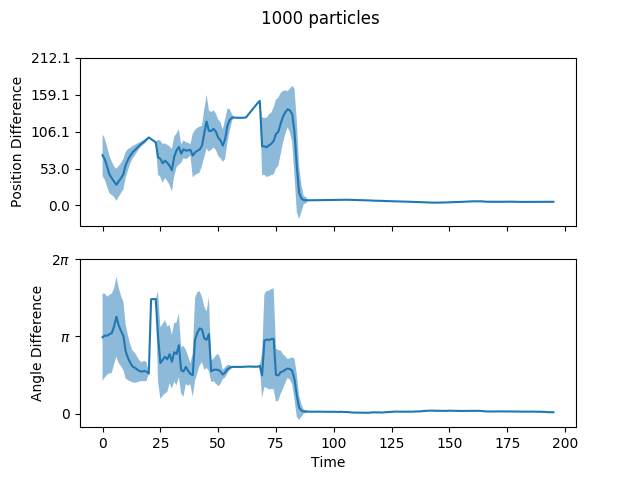 1000 particles
Position Difference
212.1
159.1
106.1
53.0
0.0
Angle Difference
2π
π
0
0 25 50 75 100 125 150 175 200
Time